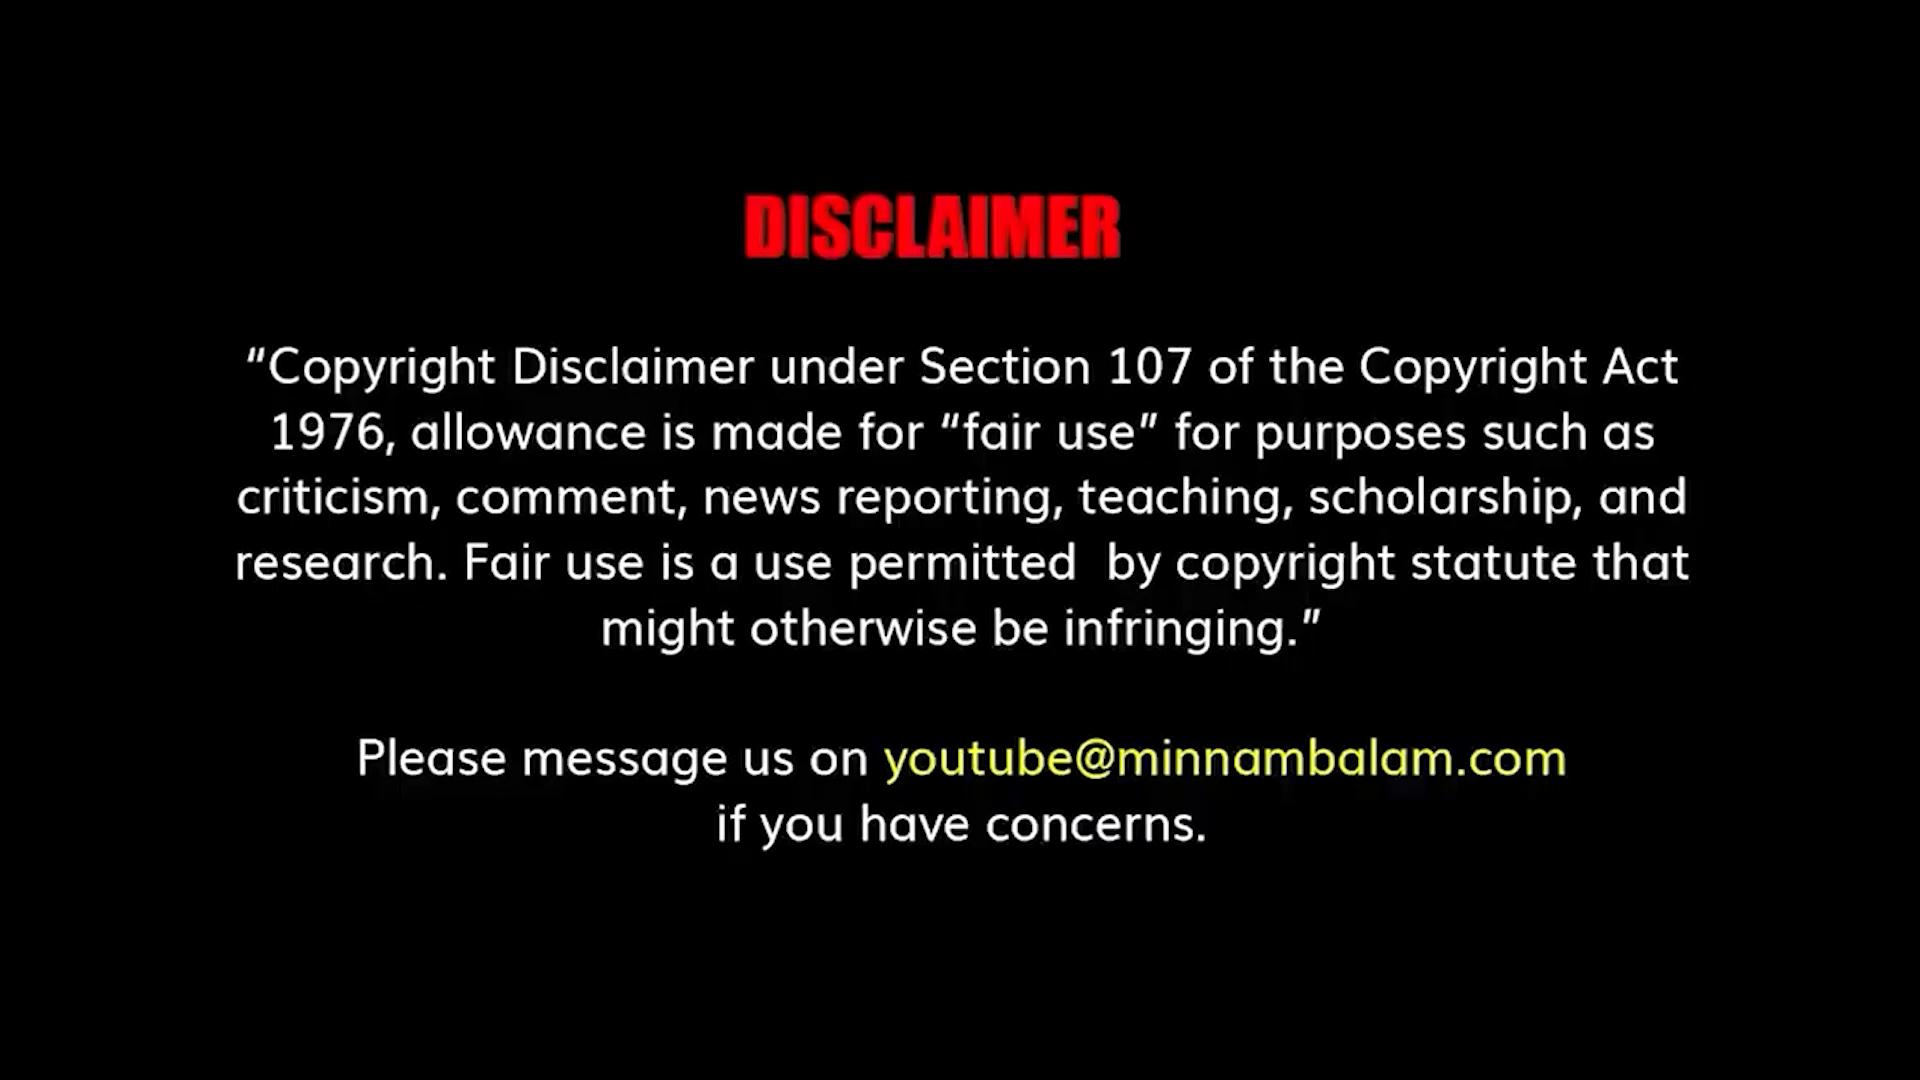 DISCLAIMER
“Copyright Disclaimer under Section 107 of the Copyright Act
1976, allowance is made for “fair use” for purposes such as
criticism, comment, news reporting, teaching, scholarship, and
research. Fair use is a use permitted  by copyright statute that
might otherwise be infringing.”
Please message us on youtube@minnambalam.com
if you have concerns.